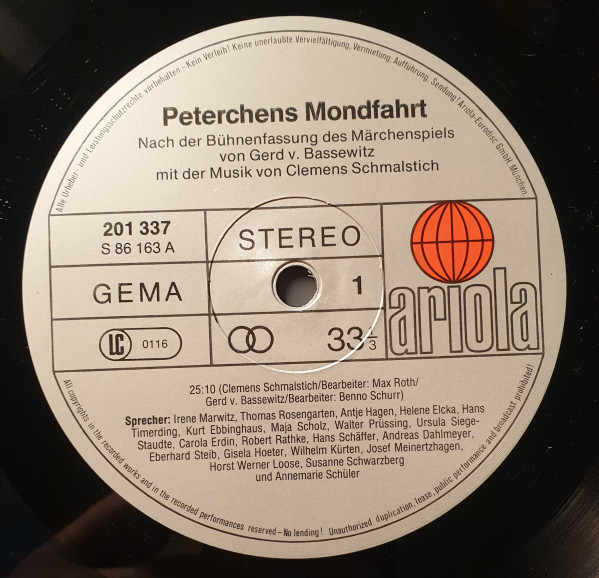 Alle Urheber- und Leistungsschutzrechte vorbehalten – Kein Verleih! Keine unerlaubte Vervielfältigung, Vermietung, Aufführung, Sendung! Ariola-Eurodisc GmbH, München.
Peterchens Mondfahrt
Nach der Bühnenfassung des Märchenspiels
von Gerd v. Bassewitz
mit der Musik von Clemens Schmalstich
201 337
S 86 163 A
STEREO
GEMA
1
LC 0116
33 1/3
ariola
25:10 (Clemens Schmalstich/Bearbeiter: Max Roth/
Gerd v. Bassewitz/Bearbeiter: Benno Schurr)
Sprecher: Irene Marwitz, Thomas Rosengarten, Antje Hagen, Helene Elcka, Hans
Timerding, Kurt Ebbinghaus, Maja Scholz, Walter Prüssing, Ursula Siege-
Staudte, Carola Erdin, Robert Rathke, Hans Schäffer, Andreas Dahlmeyer,
Eberhard Steib, Gisela Hoeter, Wilhelm Kürten, Josef Meinertzhagen,
Horst Werner Loose, Susanne Schwarzberg
und Annemarie Schüler
All copyrights in the recorded works and in the recorded performances reserved – No lending! Unauthorized duplication, lease, public performance and broadcast prohibited!